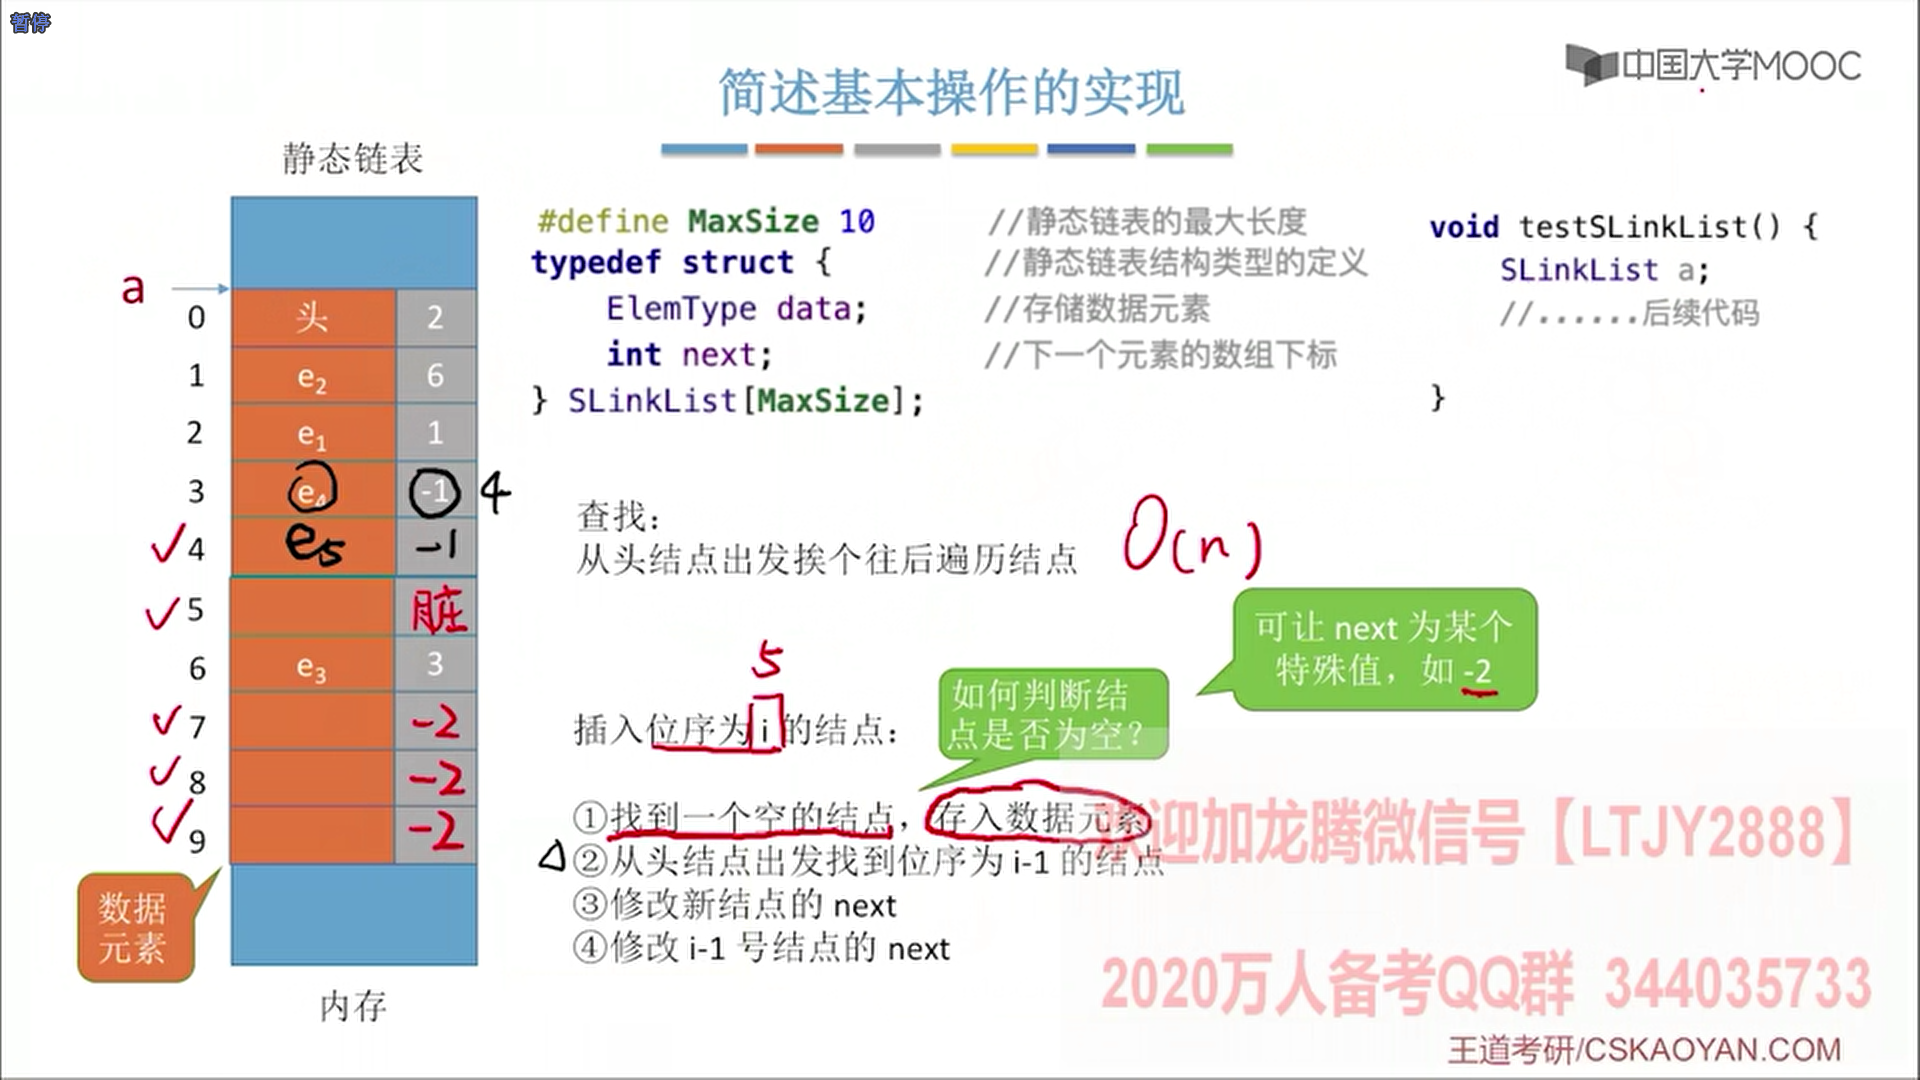 暂停
中国大学MOOC
简述基本操作的实现
静态链表
a
0 头 2
1 e2 6
2 e1 1
3 e4 -1 4
4 e5 -1
5 脏
6 e3 3
7 -2
8 -2
9 -2
数据
元素
内存
#define MaxSize 10 //静态链表的最大长度
typedef struct { //静态链表结构类型的定义
ElemType data; //存储数据元素
int next; //下一个元素的数组下标
} SLinkList[MaxSize];
void testSLinkList() {
SLinkList a;
//......后续代码
}
查找：
从头结点出发挨个往后遍历结点
O(n)
5
插入位序为 i 的结点：
如何判断结
点是否为空？
可让 next 为某个
特殊值，如 -2
①找到一个空的结点，存入数据元素
②从头结点出发找到位序为 i-1 的结点
③修改新结点的 next
④修改 i-1 号结点的 next
欢迎加龙腾微信号【LTJY2888】
2020万人备考QQ群 344035733
王道考研/CSKAOYAN.COM